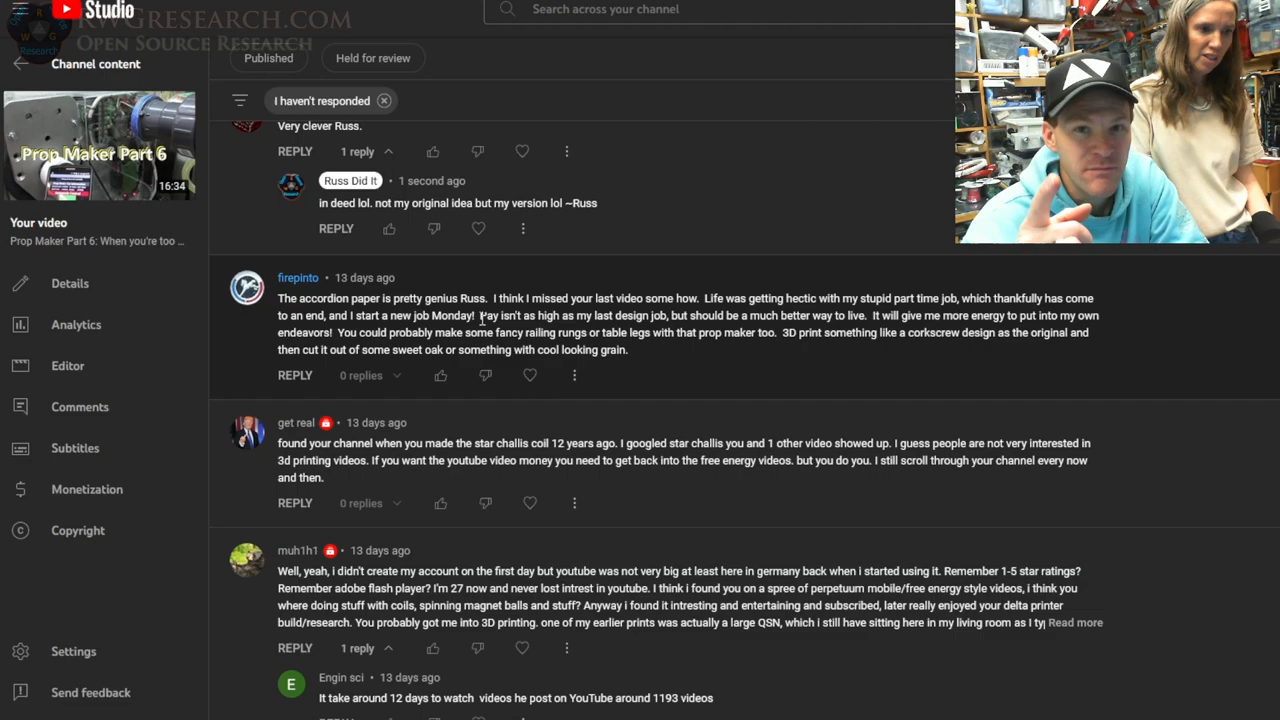 Studio
RWGRESEARCH.COM
Open Source Research
R
W
G
Research
Search across your channel
Channel content
Published
Held for review
I haven't responded
Prop Maker Part 6
16:34
Your video
Prop Maker Part 6: When you're too ...
Details
Analytics
Editor
Comments
Subtitles
Monetization
Copyright
Settings
Send feedback
Very clever Russ.
REPLY
1 reply
Russ Did It • 1 second ago
in deed lol. not my original idea but my version lol ~Russ
REPLY
firepinto • 13 days ago
The accordion paper is pretty genius Russ. I think I missed your last video some how. Life was getting hectic with my stupid part time job, which thankfully has come
to an end, and I start a new job Monday! Pay isn't as high as my last design job, but should be a much better way to live. It will give me more energy to put into my own
endeavors! You could probably make some fancy railing rungs or table legs with that prop maker too. 3D print something like a corkscrew design as the original and
then cut it out of some sweet oak or something with cool looking grain.
REPLY
0 replies
get real • 13 days ago
found your channel when you made the star challis coil 12 years ago. I googled star challis you and 1 other video showed up. I guess people are not very interested in
3d printing videos. If you want the youtube video money you need to get back into the free energy videos. but you do you. I still scroll through your channel every now
and then.
REPLY
0 replies
muh1h1 • 13 days ago
Well, yeah, i didn't create my account on the first day but youtube was not very big at least here in germany back when i started using it. Remember 1-5 star ratings?
Remember adobe flash player? I'm 27 now and never lost intrest in youtube. I think i found you on a spree of perpetuum mobile/free energy style videos, i think you
where doing stuff with coils, spinning magnet balls and stuff? Anyway i found it intresting and entertaining and subscribed, later really enjoyed your delta printer
build/research. You probably got me into 3D printing. one of my earlier prints was actually a large QSN, which i still have sitting here in my living room as I ty Read more
REPLY
1 reply
E
Engin sci • 13 days ago
It take around 12 days to watch videos he post on YouTube around 1193 videos